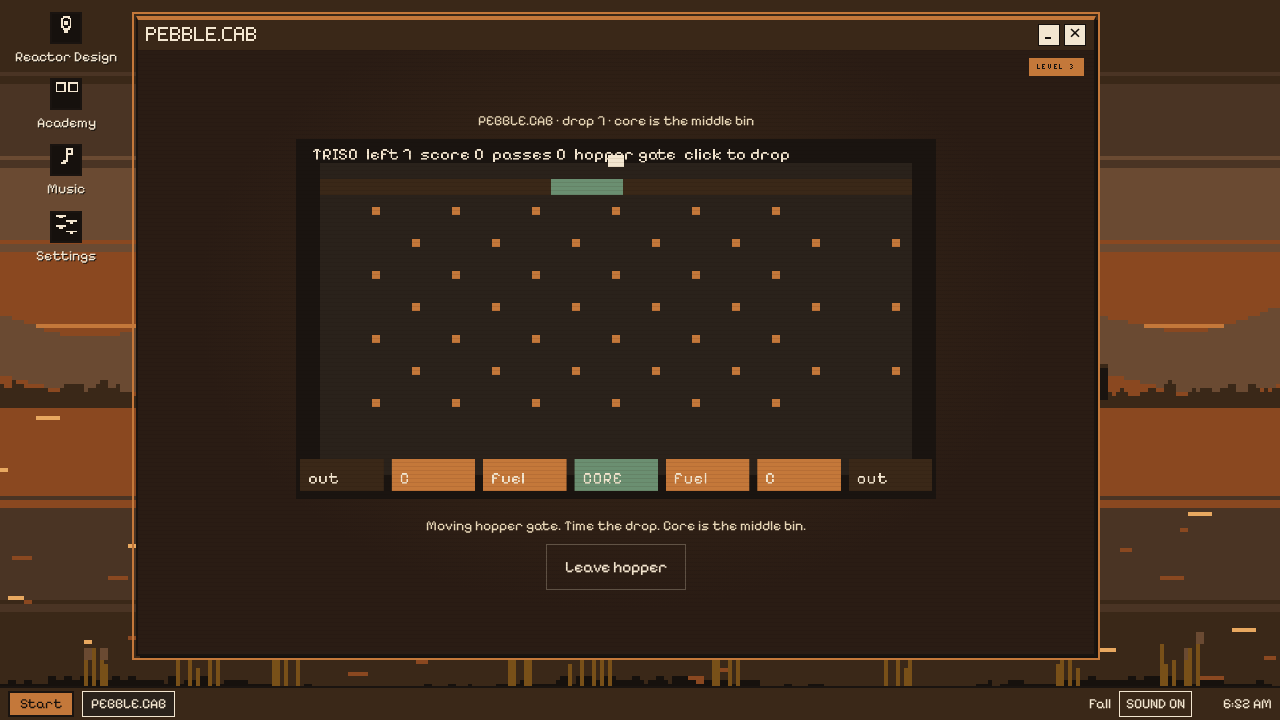 PEBBLE.CAB
Reactor Design
LEVEL 3
Academy
PEBBLE.CAB · drop 7 · core is the middle bin
TRISO left 7 score 0 passes 0 hopper gate click to drop
Music
Settings
out C fuel CORE fuel C out
Moving hopper gate. Time the drop. Core is the middle bin.
Leave hopper
Start PEBBLE.CAB Fall SOUND ON 6:52 AM